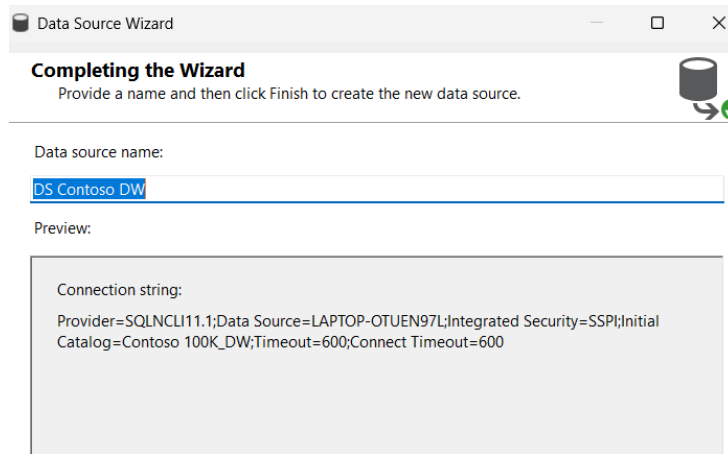 Data Source Wizard
Completing the Wizard
Provide a name and then click Finish to create the new data source.
Data source name:
DS Contoso DW
Preview:
Connection string:
Provider=SQLNCLI11.1;Data Source=LAPTOP-OTUEN97L;Integrated Security=SSPI;Initial
Catalog=Contoso 100K_DW;Timeout=600;Connect Timeout=600